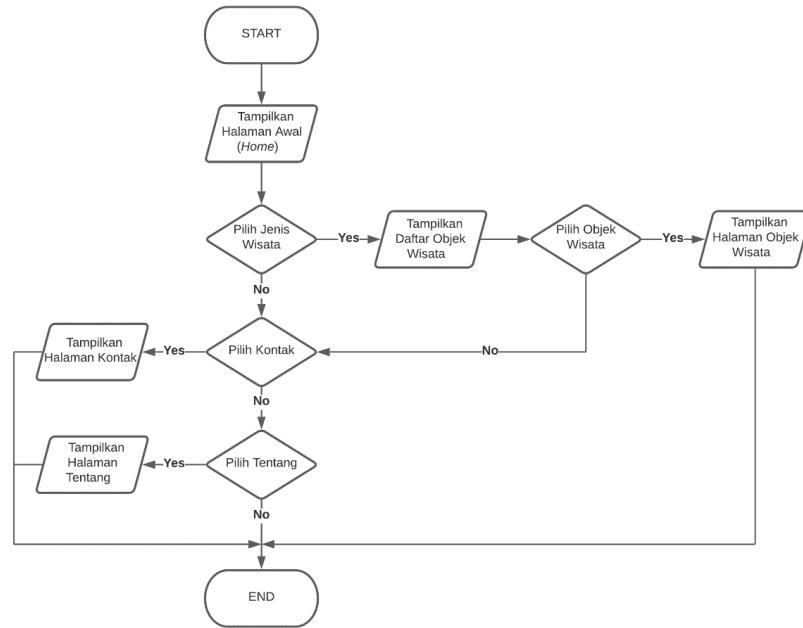 START
Tampilkan
Halaman Awal
(Home)
Pilih Jenis
Wisata
Yes
Tampilkan
Daftar Objek
Wisata
Pilih Objek
Wisata
Yes
Tampilkan
Halaman Objek
Wisata
No
Tampilkan
Halaman Kontak
Yes
Pilih Kontak
No
No
Tampilkan
Halaman
Tentang
Yes
Pilih Tentang
No
END